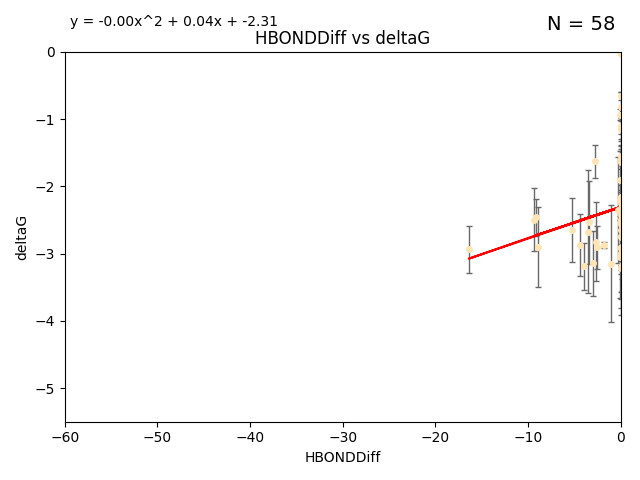 y = -0.00x^2 + 0.04x + -2.31
N = 58
HBONDDiff vs deltaG
0
−1
−2
−3
−4
−5
deltaG
−60
−50
−40
−30
−20
−10
0
HBONDDiff